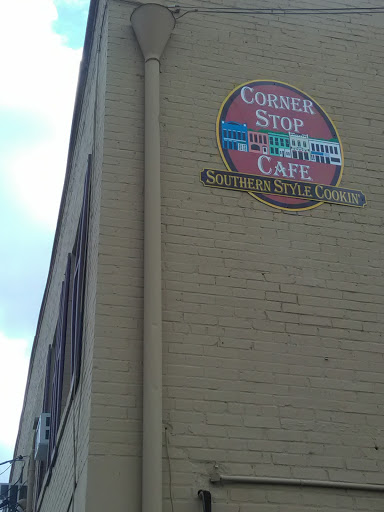 CORNER
STOP
CAFE
SOUTHERN STYLE COOKIN'